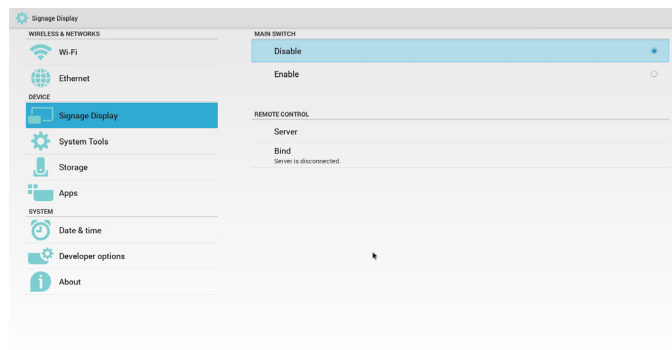 Signage Display
WIRELESS & NETWORKS
Wi-Fi
Ethernet
DEVICE
Signage Display
System Tools
Storage
Apps
SYSTEM
Date & time
Developer options
About
MAIN SWITCH
Disable
Enable
REMOTE CONTROL
Server
Bind
Server is disconnected.